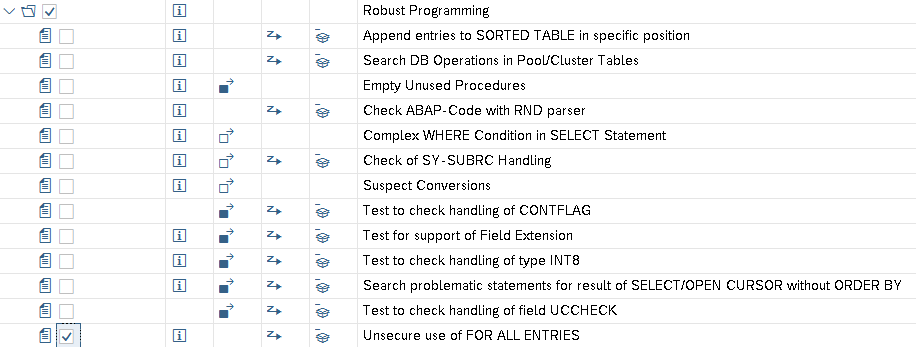 Robust Programming
Append entries to SORTED TABLE in specific position
Search DB Operations in Pool/Cluster Tables
Empty Unused Procedures
Check ABAP-Code with RND parser
Complex WHERE Condition in SELECT Statement
Check of SY-SUBRC Handling
Suspect Conversions
Test to check handling of CONTFLAG
Test for support of Field Extension
Test to check handling of type INT8
Search problematic statements for result of SELECT/OPEN CURSOR without ORDER BY
Test to check handling of field UCCHECK
Unsecure use of FOR ALL ENTRIES